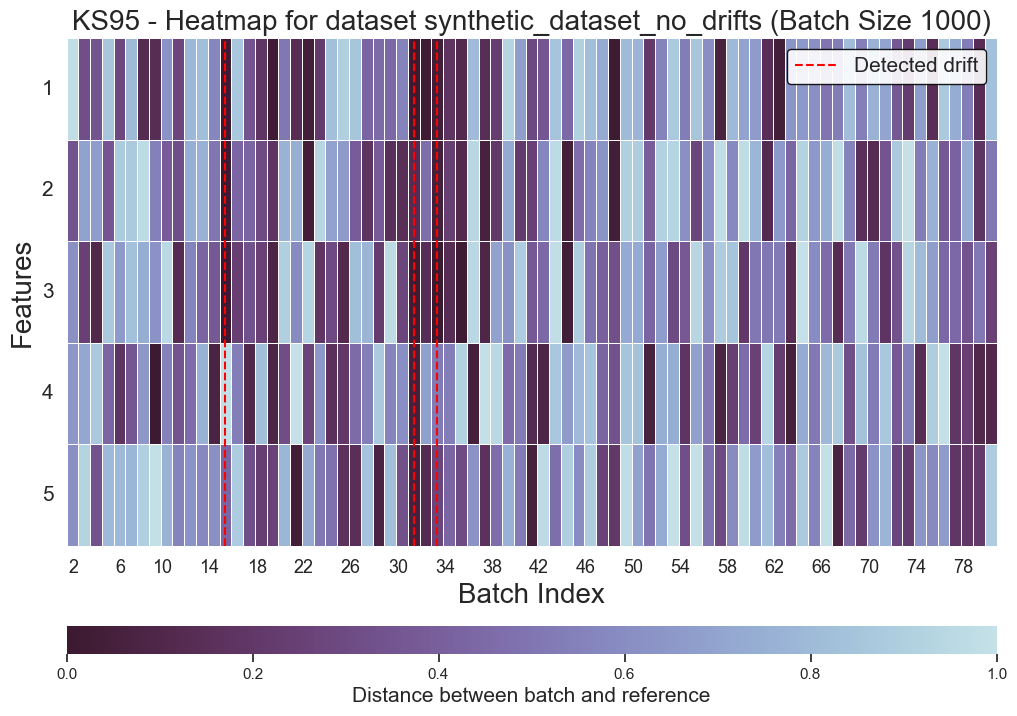 KS95 - Heatmap for dataset synthetic_dataset_no_drifts (Batch Size 1000)
Detected drift
Features
1
2
3
4
5
2 6 10 14 18 22 26 30 34 38 42 46 50 54 58 62 66 70 74 78
Batch Index
0.0 0.2 0.4 0.6 0.8 1.0
Distance between batch and reference